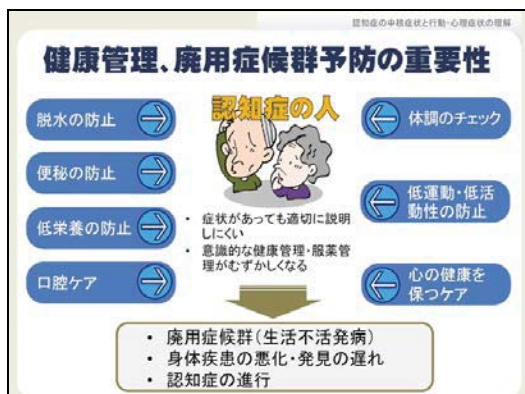 認知症の中核症状と行動・心理症状の理解
健康管理、廃用症候群予防の重要性
脱水の防止
便秘の防止
低栄養の防止
口腔ケア
認知症の人
・ 症状があっても適切に説明
しにくい
・ 意識的な健康管理・服薬管
理がむずかしくなる
体調のチェック
低運動・低活
動性の防止
心の健康を
保つケア
・ 廃用症候群(生活不活発病)
・ 身体疾患の悪化・発見の遅れ
・ 認知症の進行